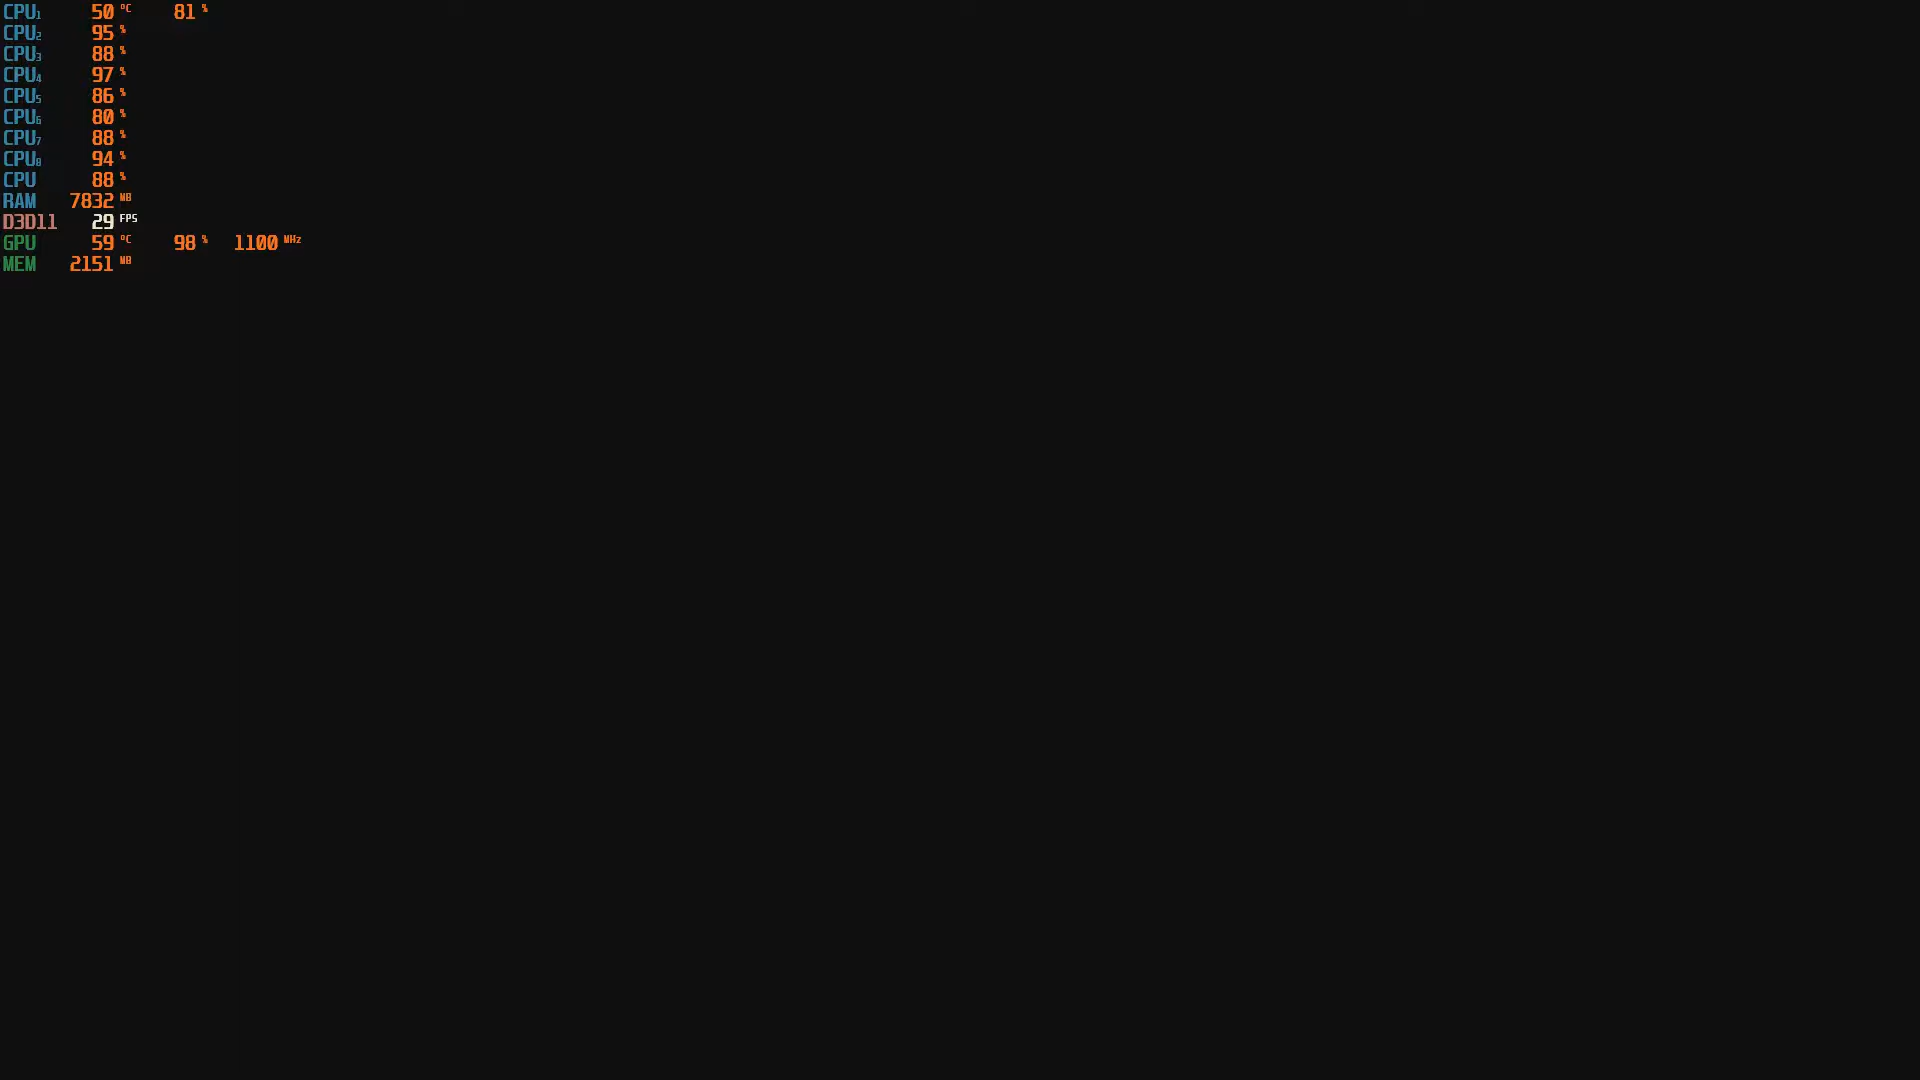 CPU1 50 °C 81 %
CPU2 95 %
CPU3 88 %
CPU4 97 %
CPU5 86 %
CPU6 80 %
CPU7 88 %
CPU8 94 %
CPU 88 %
RAM 7832 MB
D3D11 29 FPS
GPU 59 °C 98 % 1100 MHz
MEM 2151 MB